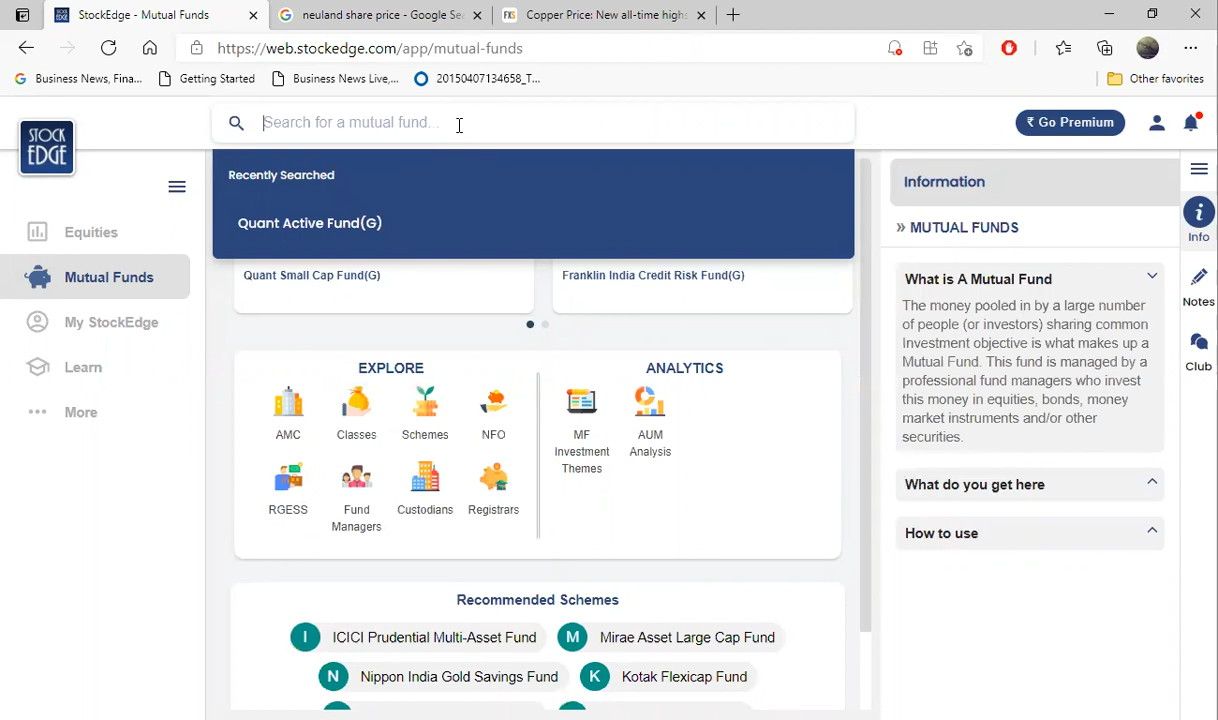 StockEdge - Mutual Funds
neuland share price - Google Sea
FXS Copper Price: New all-time highs
https://web.stockedge.com/app/mutual-funds
Business News, Fina...
Getting Started
Business News Live,...
20150407134658_T...
Other favorites
STOCK
EDGE
Search for a mutual fund...
₹ Go Premium
Recently Searched
Quant Active Fund(G)
Equities
Mutual Funds
My StockEdge
Learn
More
Quant Small Cap Fund(G)
Franklin India Credit Risk Fund(G)
EXPLORE
AMC
Classes
Schemes
NFO
RGESS
Fund
Managers
Custodians
Registrars
ANALYTICS
MF
Investment
Themes
AUM
Analysis
Recommended Schemes
I ICICI Prudential Multi-Asset Fund
M Mirae Asset Large Cap Fund
N Nippon India Gold Savings Fund
K Kotak Flexicap Fund
Information
» MUTUAL FUNDS
What is A Mutual Fund
The money pooled in by a large number
of people (or investors) sharing common
Investment objective is what makes up a
Mutual Fund. This fund is managed by a
professional fund managers who invest
this money in equities, bonds, money
market instruments and/or other
securities.
What do you get here
How to use
Info
Notes
Club